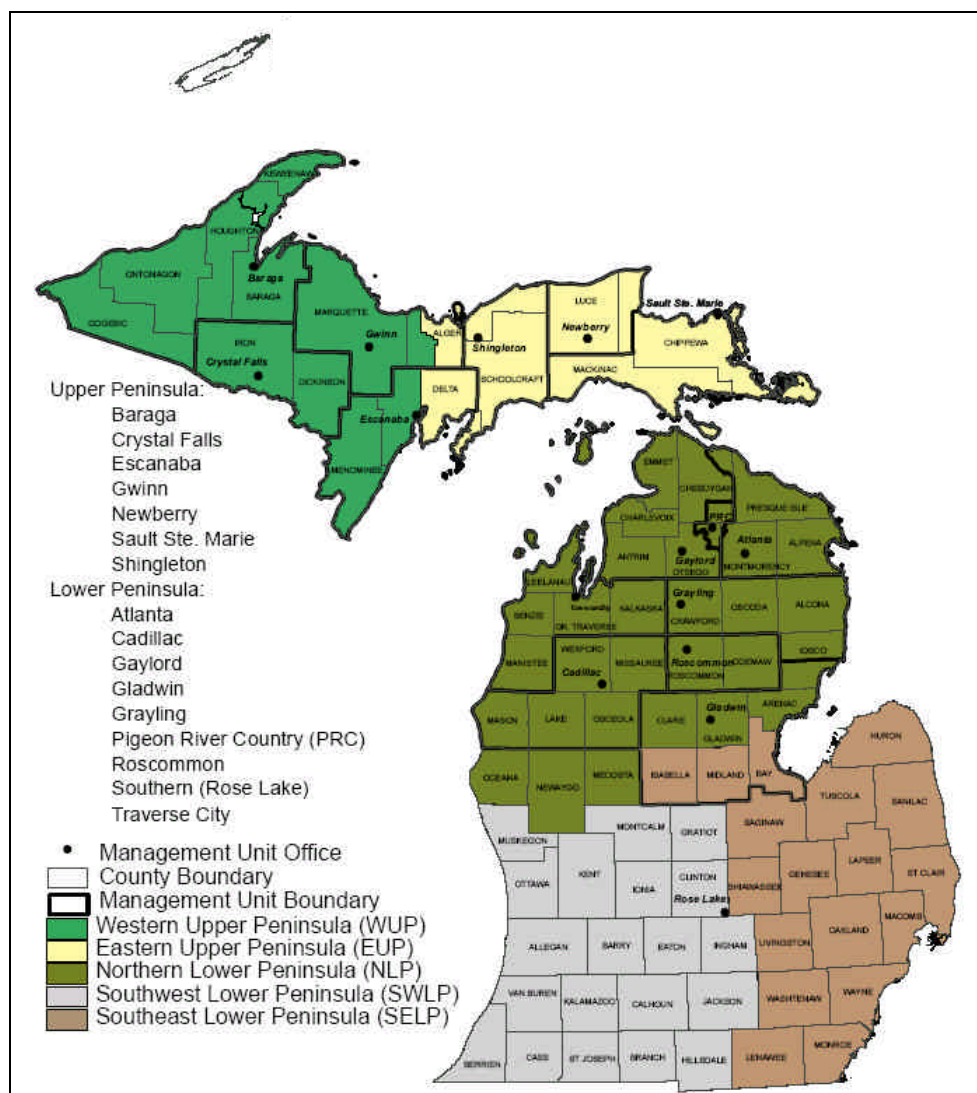 KEWEENAW
HOUGHTON
ONTONAGON
Baraga
BARAGA
GOGEBIC
MARQUETTE
Gwinn
IRON
Crystal Falls
DICKINSON
ALGER
Shingleton
LUCE
Newberry
Sault Ste. Marie
CHIPPEWA
MACKINAC
SCHOOLCRAFT
DELTA
Escanaba
MENOMINEE
Upper Peninsula:
Baraga
Crystal Falls
Escanaba
Gwinn
Newberry
Sault Ste. Marie
Shingleton
Lower Peninsula:
Atlanta
Cadillac
Gaylord
Gladwin
Grayling
Pigeon River Country (PRC)
Roscommon
Southern (Rose Lake)
Traverse City
Management Unit Office
County Boundary
Management Unit Boundary
Western Upper Peninsula (WUP)
Eastern Upper Peninsula (EUP)
Northern Lower Peninsula (NLP)
Southwest Lower Peninsula (SWLP)
Southeast Lower Peninsula (SELP)
EMMET
CHEBOYGAN
PRESQUE ISLE
CHARLEVOIX
PRC
ANTRIM
Gaylord
OTSEGO
Atlanta
MONTMORENCY
ALPENA
LEELANAU
BENZIE
GR. TRAVERSE
KALKASKA
Grayling
CRAWFORD
OSCODA
ALCONA
MANISTEE
WEXFORD
Cadillac
MISSAUKEE
Roscommon
ROSCOMMON
OGEMAW
IOSCO
MASON
LAKE
OSCEOLA
CLARE
Gladwin
GLADWIN
ARENAC
OCEANA
NEWAYGO
MECOSTA
ISABELLA
MIDLAND
BAY
HURON
TUSCOLA
SANILAC
MUSKEGON
MONTCALM
GRATIOT
SAGINAW
OTTAWA
KENT
IONIA
CLINTON
Rose Lake
SHIAWASSEE
GENESEE
LAPEER
ST CLAIR
ALLEGAN
BARRY
EATON
INGHAM
LIVINGSTON
OAKLAND
MACOMB
VAN BUREN
KALAMAZOO
CALHOUN
JACKSON
WASHTENAW
WAYNE
BERRIEN
CASS
ST JOSEPH
BRANCH
HILLSDALE
LENAWEE
MONROE